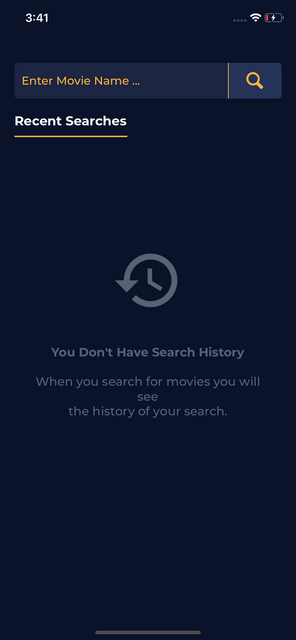 3:41
Enter Movie Name ...
Recent Searches
You Don't Have Search History
When you search for movies you will
see
the history of your search.